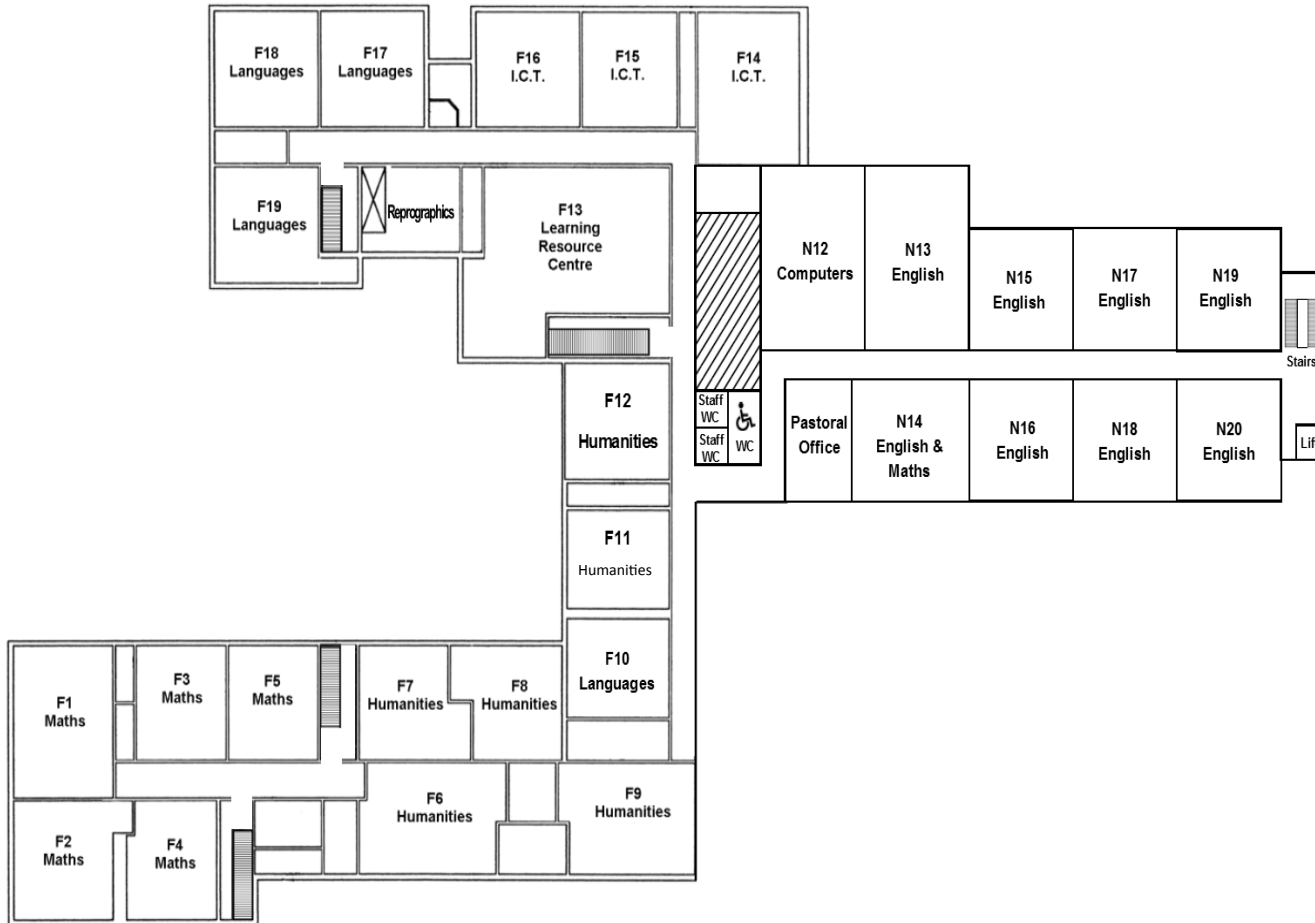 F18
Languages
F17
Languages
F16
I.C.T.
F15
I.C.T.
F14
I.C.T.
F19
Languages
Reprographics
F13
Learning
Resource
Centre
N12
Computers
N13
English
N15
English
N17
English
N19
English
Stairs
F12
Humanities
Staff
WC
Staff
WC
WC
Pastoral
Office
N14
English &
Maths
N16
English
N18
English
N20
English
Lif
F11
Humanities
F10
Languages
F1
Maths
F3
Maths
F5
Maths
F7
Humanities
F8
Humanities
F2
Maths
F4
Maths
F6
Humanities
F9
Humanities